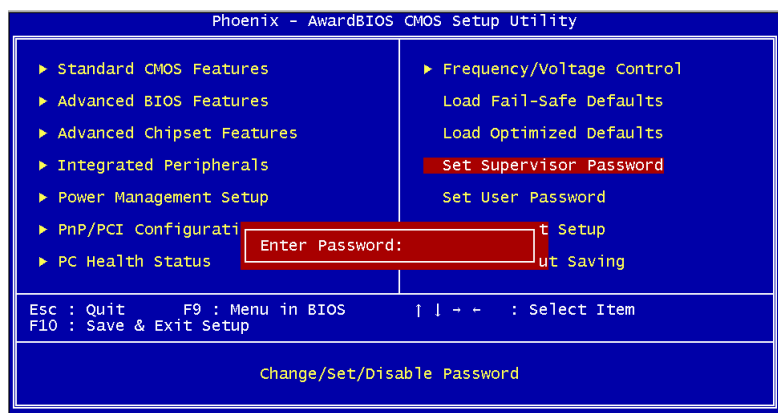 Phoenix - AwardBIOS CMOS Setup Utility
▶ Standard CMOS Features
▶ Advanced BIOS Features
▶ Advanced Chipset Features
▶ Integrated Peripherals
▶ Power Management Setup
▶ PnP/PCI Configurati
▶ PC Health Status
▶ Frequency/Voltage Control
Load Fail-Safe Defaults
Load Optimized Defaults
Set Supervisor Password
Set User Password
t Setup
ut Saving
Enter Password:
Esc : Quit F9 : Menu in BIOS ↑ ↓ → ← : Select Item
F10 : Save & Exit Setup
Change/Set/Disable Password